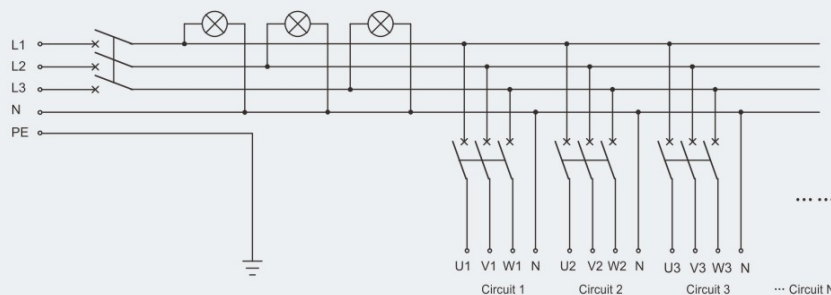 L1
L2
L3
N
PE
U1 V1 W1 N U2 V2 W2 N U3 V3 W3 N
Circuit 1 Circuit 2 Circuit 3 ··· Circuit N